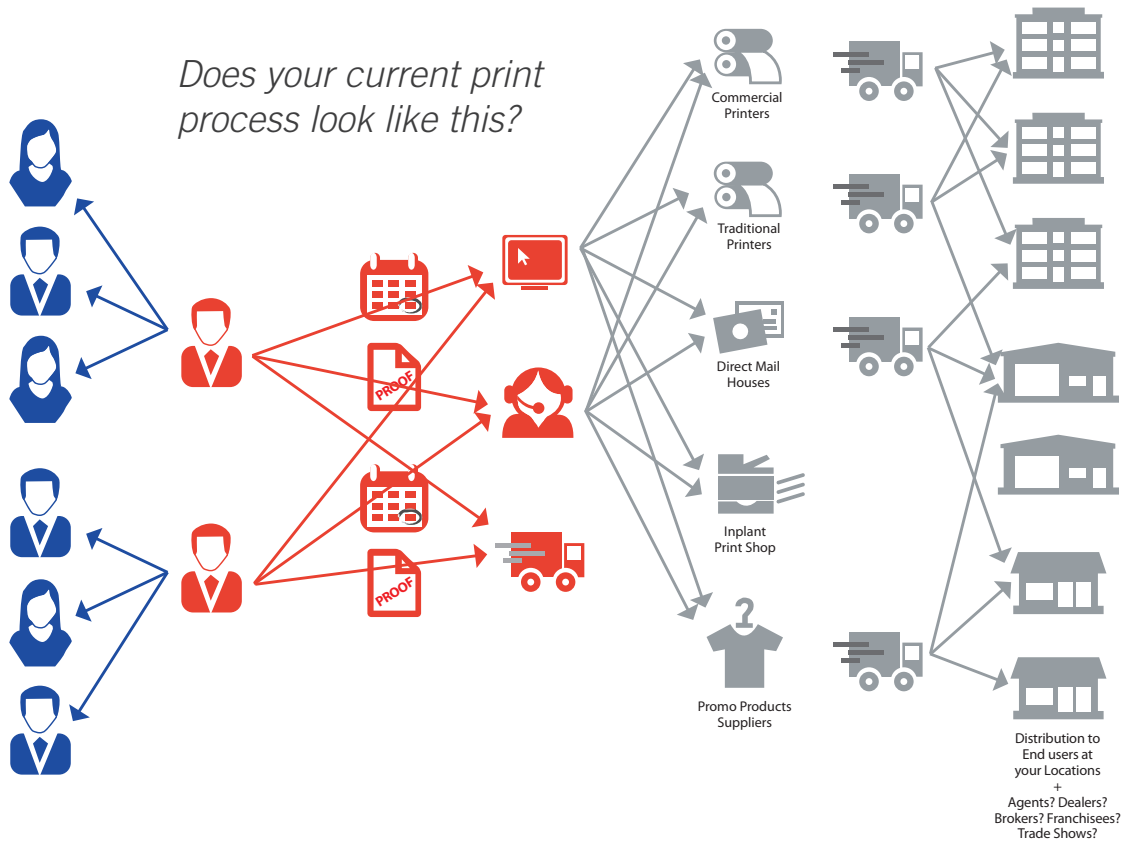 Does your current print
process look like this?
Commercial
Printers
Traditional
Printers
PROOF
Direct Mail
Houses
Inplant
Print Shop
PROOF
Promo Products
Suppliers
Distribution to
End users at
your Locations
+
Agents? Dealers?
Brokers? Franchisees?
Trade Shows?